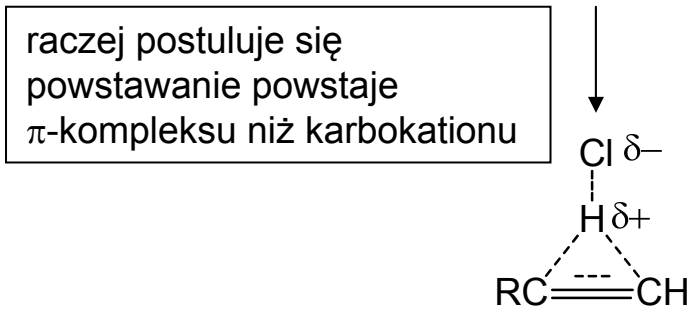 raczej postuluje się
powstawanie powstaje
π-kompleksu niż karbokationu
Cl δ–
H δ+
RC CH